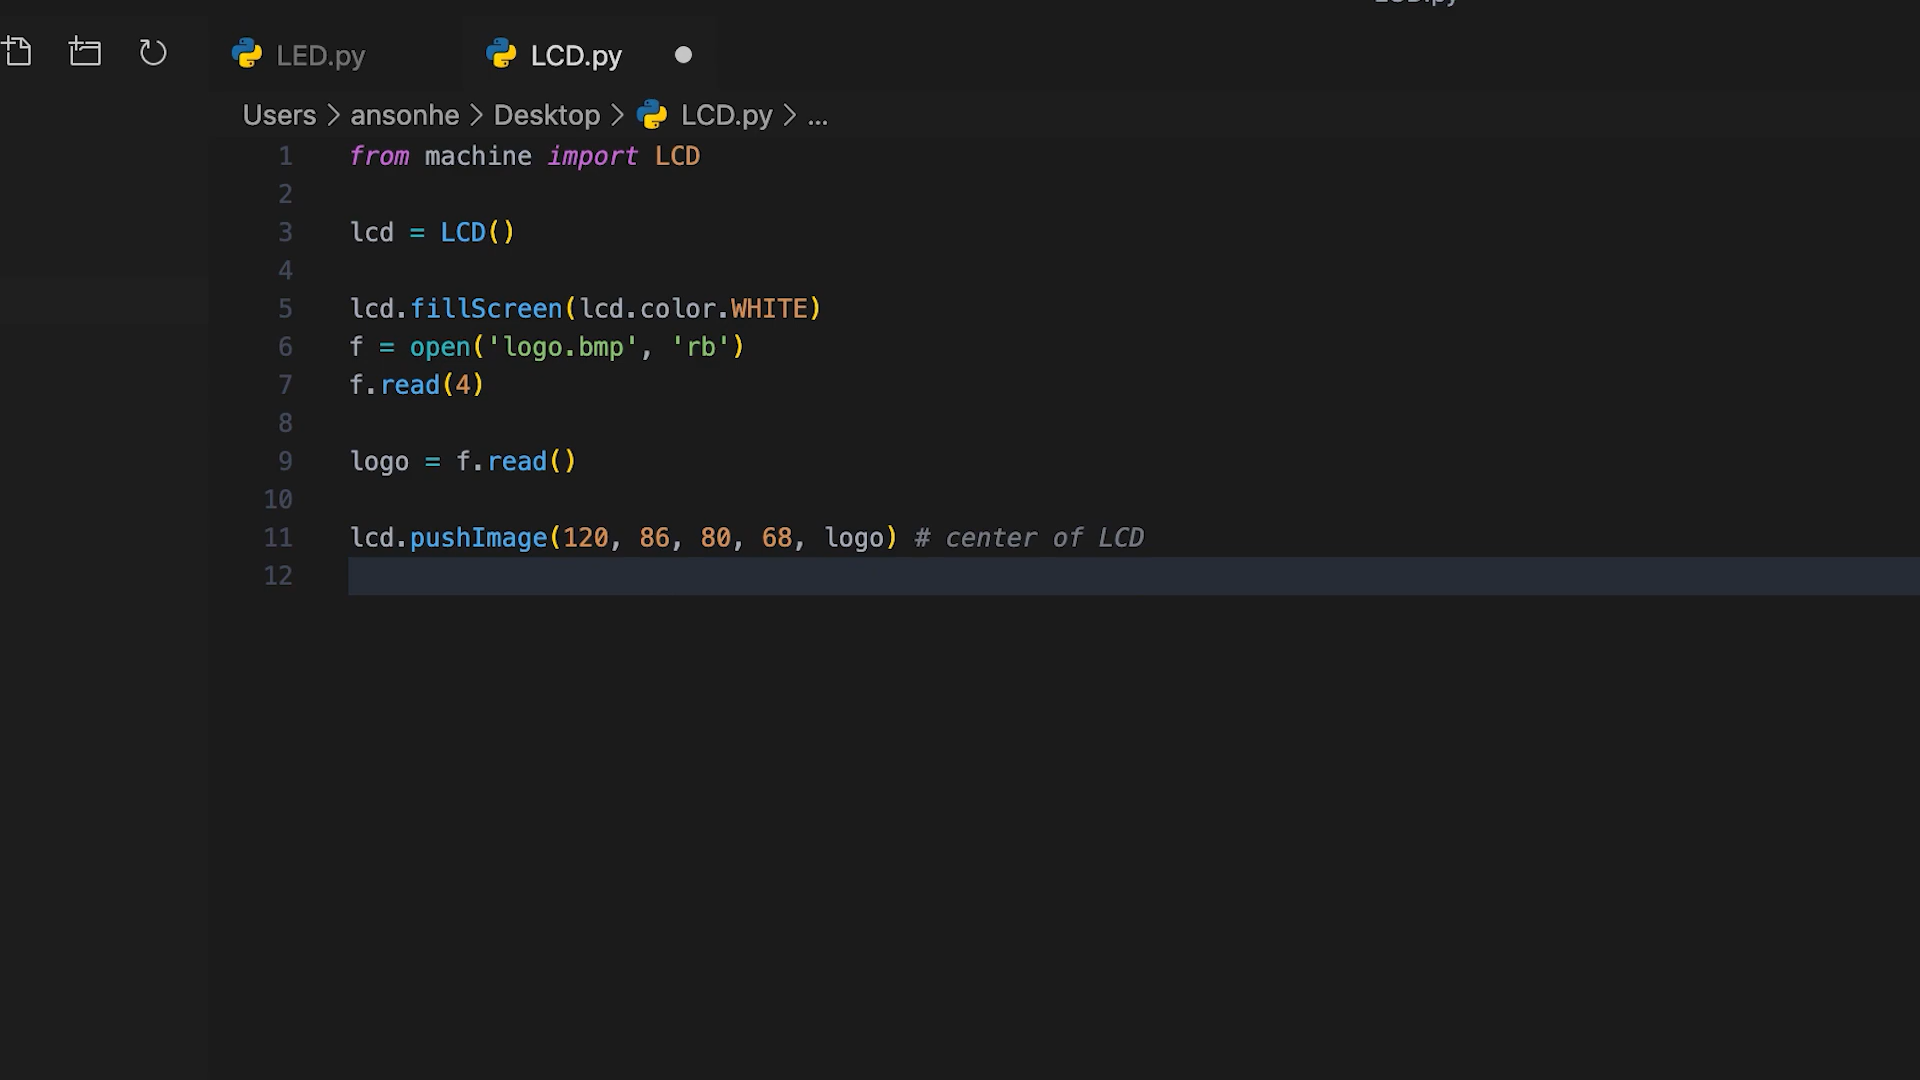 LED.py
LCD.py
Users > ansonhe > Desktop > LCD.py > ...
1 from machine import LCD
2
3 lcd = LCD()
4
5 lcd.fillScreen(lcd.color.WHITE)
6 f = open('logo.bmp', 'rb')
7 f.read(4)
8
9 logo = f.read()
10
11 lcd.pushImage(120, 86, 80, 68, logo) # center of LCD
12